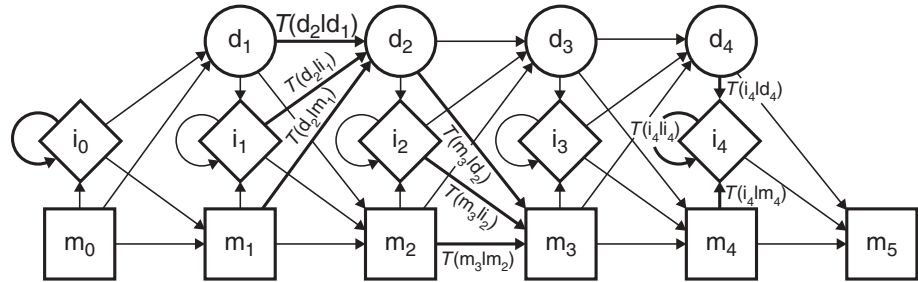 d1 T(d2|d1) d2 d3 d4
T(d2|i1) T(i4|d4)
T(d2|m1) T(m3|d2) T(i4|i4)
i0 i1 i2 i3 i4
T(m3|i2) T(i4|m4)
m0 m1 m2 T(m3|m2) m3 m4 m5